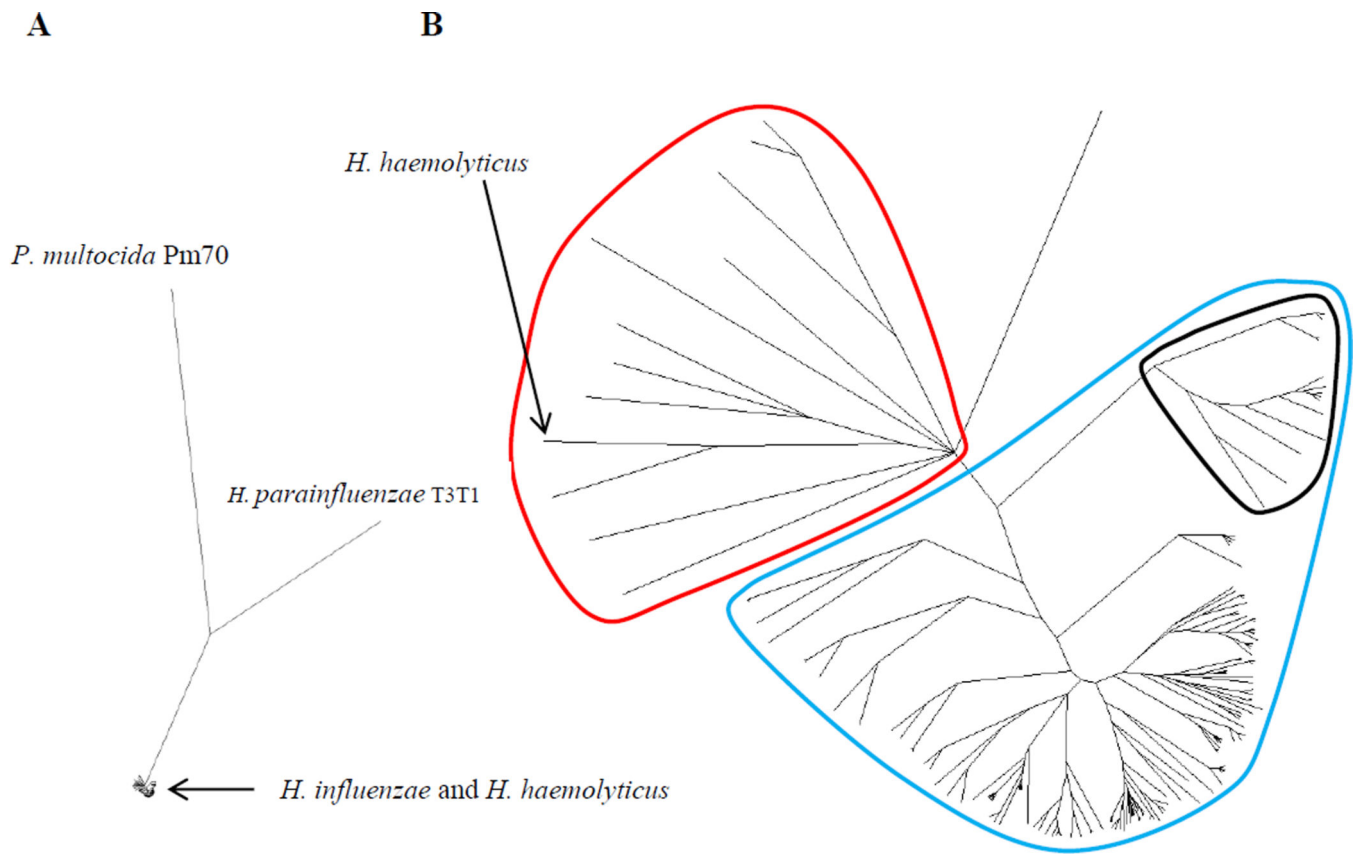 A
B
H. haemolyticus
P. multocida Pm70
H. parainfluenzae T3T1
H. influenzae and H. haemolyticus